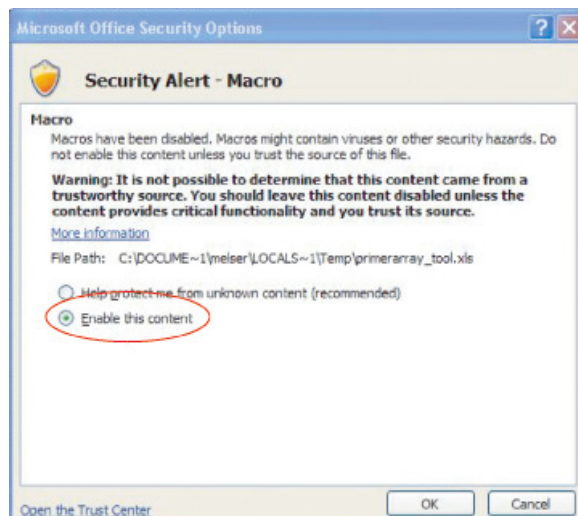 Microsoft Office Security Options
Security Alert - Macro
Macro
Macros have been disabled. Macros might contain viruses or other security hazards. Do
not enable this content unless you trust the source of this file.
Warning: It is not possible to determine that this content came from a
trustworthy source. You should leave this content disabled unless the
content provides critical functionality and you trust its source.
More information
File Path: C:\DOCUME~1\melser\LOCALS~1\Temp\primerarray_tool.xls
Help protect me from unknown content (recommended)
Enable this content
Open the Trust Center
OK
Cancel